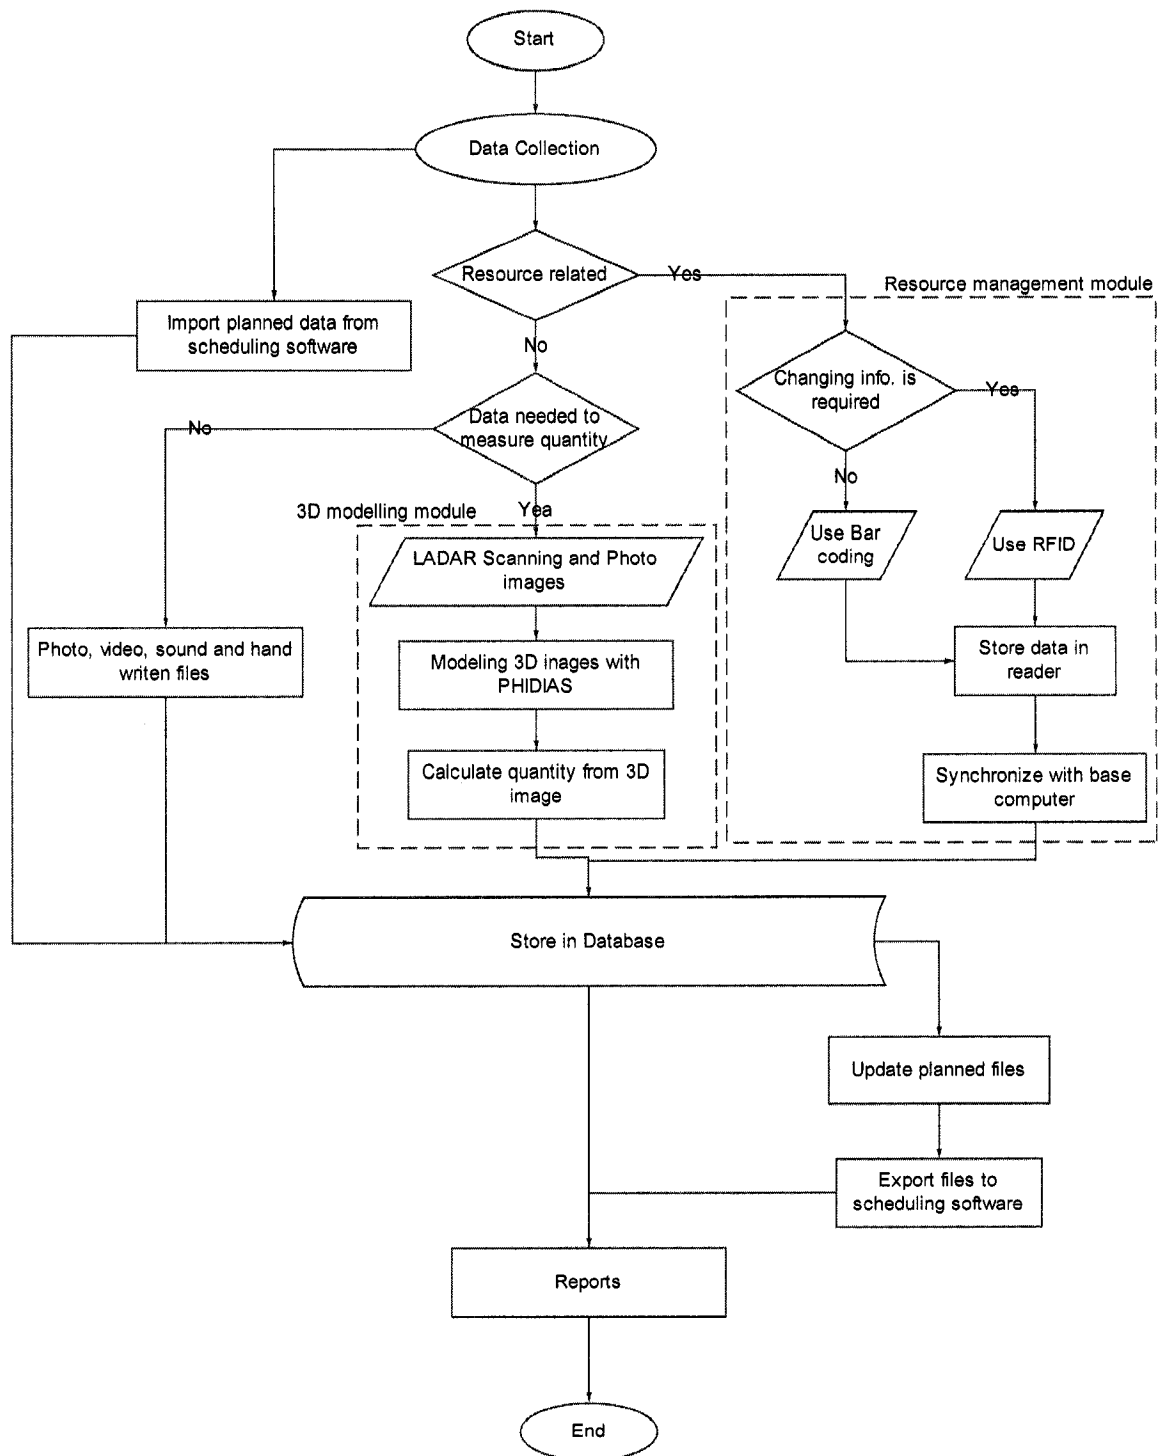 Start
Data Collection
Resource related
Yes
Resource management module
Import planned data from
scheduling software
No
Changing info. is
required
Yes
Data needed to
measure quantity
No
No
3D modelling module
Yea
LADAR Scanning and Photo
images
Use Bar
coding
Use RFID
Photo, video, sound and hand
writen files
Modeling 3D images with
PHIDIAS
Store data in
reader
Calculate quantity from 3D
image
Synchronize with base
computer
Store in Database
Update planned files
Export files to
scheduling software
Reports
End